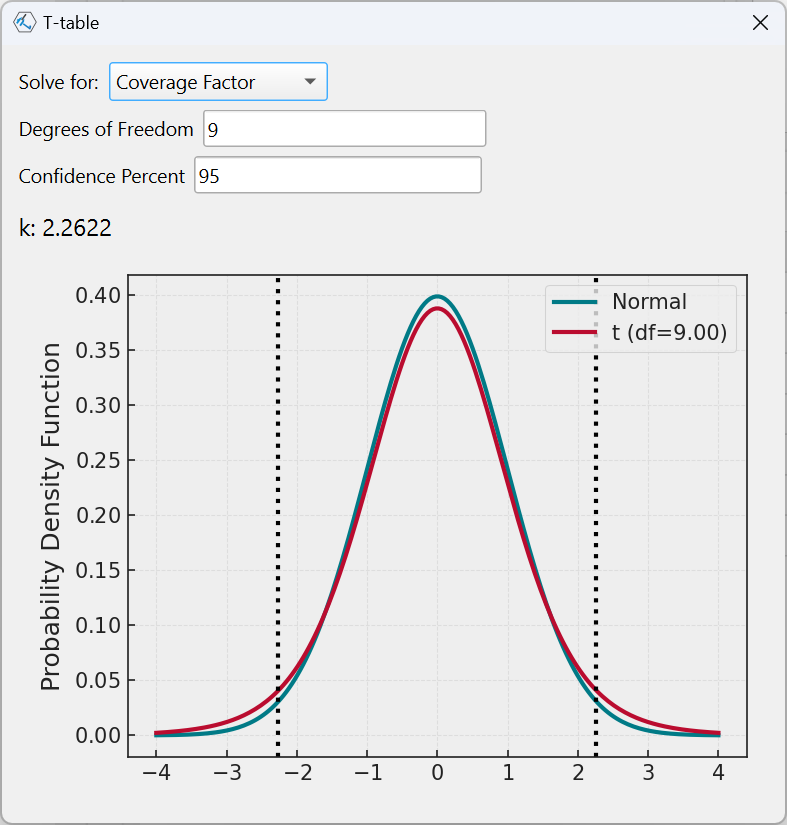 T-table
Solve for: Coverage Factor
Degrees of Freedom 9
Confidence Percent 95
k: 2.2622
Probability Density Function
0.40
0.35
0.30
0.25
0.20
0.15
0.10
0.05
0.00
Normal
t (df=9.00)
−4 −3 −2 −1 0 1 2 3 4